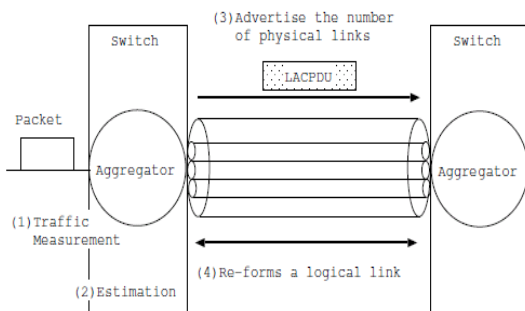 (3)Advertise the number
of physical links
Switch
Switch
LACPDU
Packet
Aggregator
Aggregator
(1)Traffic
Measurement
(4)Re-forms a logical link
(2)Estimation